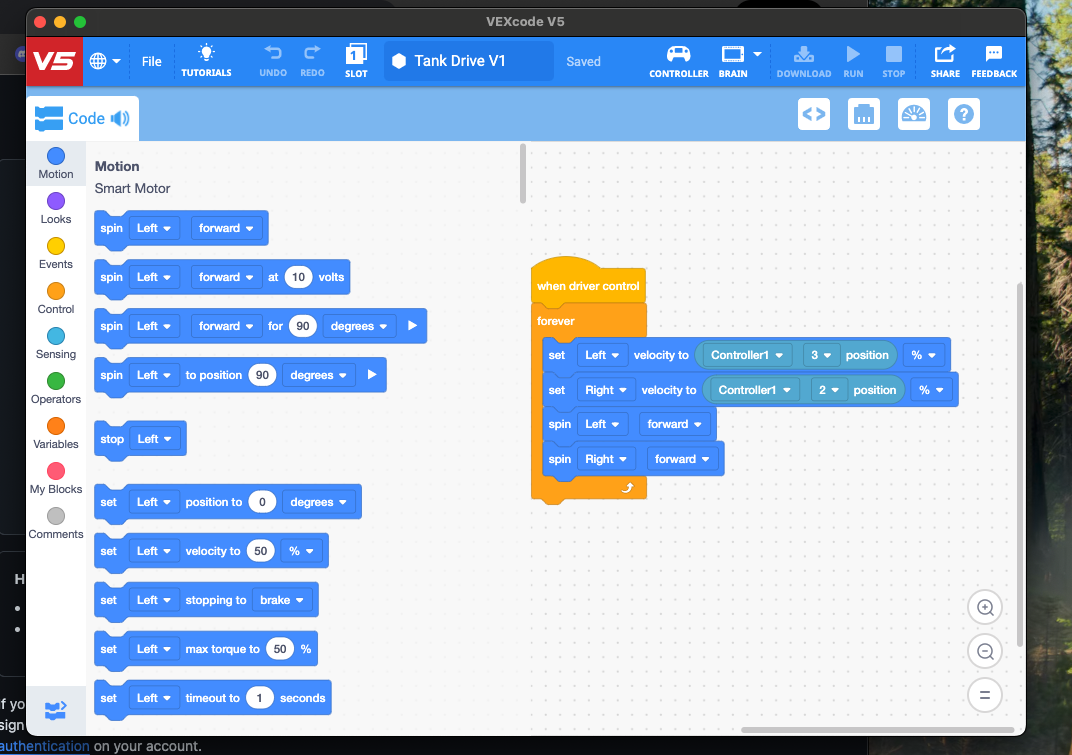 VEXcode V5
V5
File
TUTORIALS
UNDO
REDO
1
SLOT
Tank Drive V1
Saved
CONTROLLER
BRAIN
DOWNLOAD
RUN
STOP
SHARE
FEEDBACK
Code
<>
?
Motion
Looks
Events
Control
Sensing
Operators
Variables
My Blocks
Comments
Motion
Smart Motor
spin Left forward
spin Left forward at 10 volts
spin Left forward for 90 degrees
spin Left to position 90 degrees
stop Left
set Left position to 0 degrees
set Left velocity to 50 %
set Left stopping to brake
set Left max torque to 50 %
set Left timeout to 1 seconds
when driver control
forever
set Left velocity to Controller1 3 position %
set Right velocity to Controller1 2 position %
spin Left forward
spin Right forward
H
f yo
sign
authentication on your account.